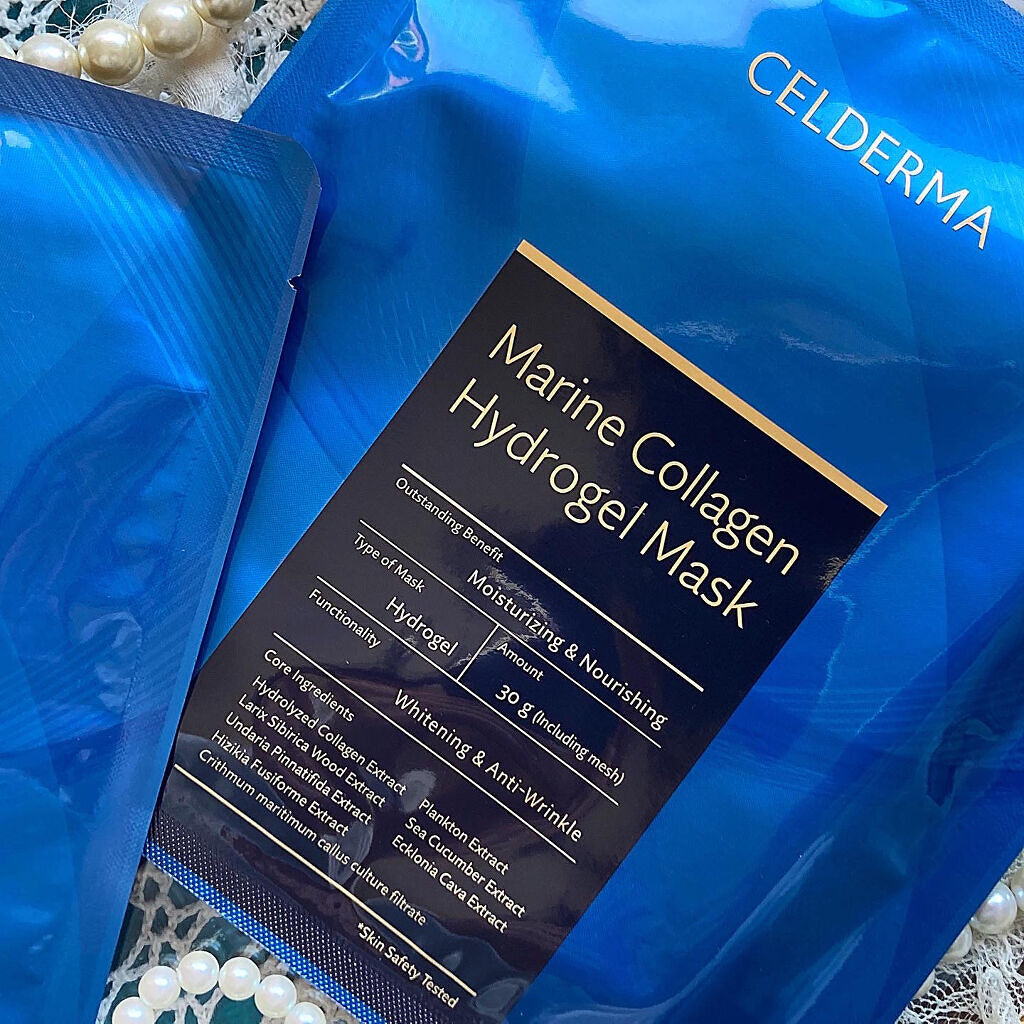 CELDERMA
Marine Collagen
Hydrogel Mask
Outstanding Benefit
Moisturizing & Nourishing
Type of Mask
Hydrogel
Amount
30 g (Including mesh)
Functionality
Whitening & Anti-Wrinkle
Core Ingredients
Hydrolyzed Collagen Extract
Larix Sibirica Wood Extract
Undaria Pinnatifida Extract
Hizikia Fusiforme Extract
Crithmum maritimum callus culture filtrate
Plankton Extract
Sea Cucumber Extract
Ecklonia Cava Extract
*Skin Safety Tested